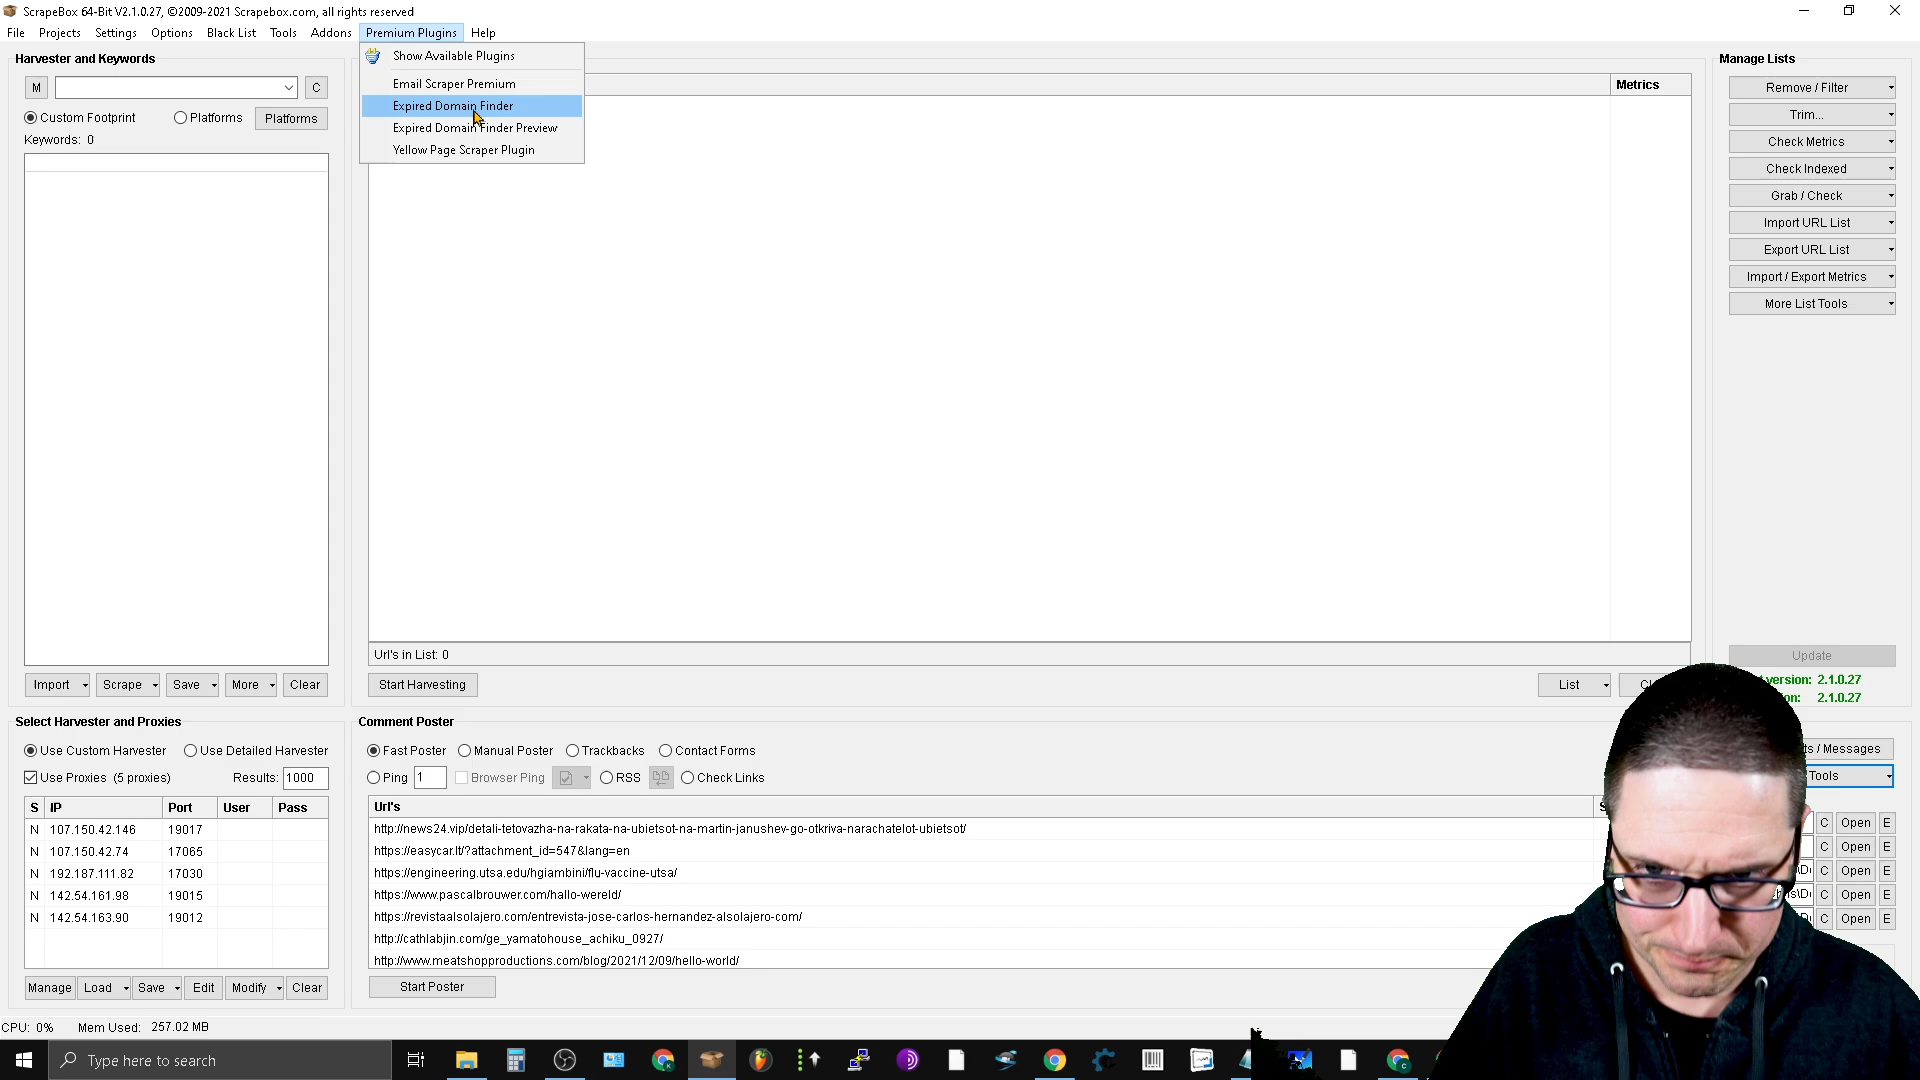 ScrapeBox 64-Bit V2.1.0.27, ©2009-2021 Scrapebox.com, all rights reserved
File Projects Settings Options Black List Tools Addons Premium Plugins Help
Show Available Plugins
Email Scraper Premium
Expired Domain Finder
Expired Domain Finder Preview
Yellow Page Scraper Plugin
Harvester and Keywords
M C
Custom Footprint Platforms Platforms
Keywords: 0
Import Scrape Save More Clear
Metrics
Url's in List: 0
Start Harvesting List
Manage Lists
Remove / Filter
Trim...
Check Metrics
Check Indexed
Grab / Check
Import URL List
Export URL List
Import / Export Metrics
More List Tools
Update
version: 2.1.0.27
2.1.0.27
Select Harvester and Proxies
Use Custom Harvester Use Detailed Harvester
Use Proxies (5 proxies) Results: 1000
S IP Port User Pass
N 107.150.42.146 19017
N 107.150.42.74 17065
N 192.187.111.82 17030
N 142.54.161.98 19015
N 142.54.163.90 19012
Manage Load Save Edit Modify Clear
Comment Poster
Fast Poster Manual Poster Trackbacks Contact Forms
Ping 1 Browser Ping RSS Check Links
Url's
http://news24.vip/detali-tetovazha-na-rakata-na-ubietsot-na-martin-janushev-go-otkriva-narachatelot-ubietsot/
https://easycar.lt/?attachment_id=547&lang=en
https://engineering.utsa.edu/hgiambini/flu-vaccine-utsa/
https://www.pascalbrouwer.com/hallo-wereld/
https://revistaalsolajero.com/entrevista-jose-carlos-hernandez-alsolajero-com/
http://cathlabjin.com/ge_yamatohouse_achiku_0927/
http://www.meatshopproductions.com/blog/2021/12/09/hello-world/
Start Poster
/ Messages
Tools
C Open E
C Open E
C Open E
C Open E
C Open E
CPU: 0% Mem Used: 257.02 MB
Type here to search